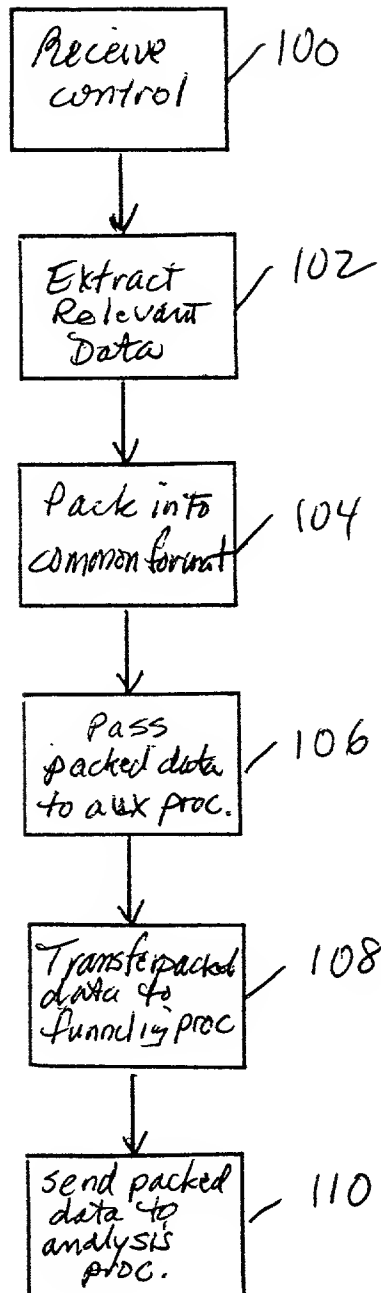 Receive
control
100
Extract
Relevant
Data
102
Pack into
common format
104
Pass
packed data
to aux proc.
106
Transfer packed
data to
funneling proc
108
send packed
data to
analysis
proc.
110